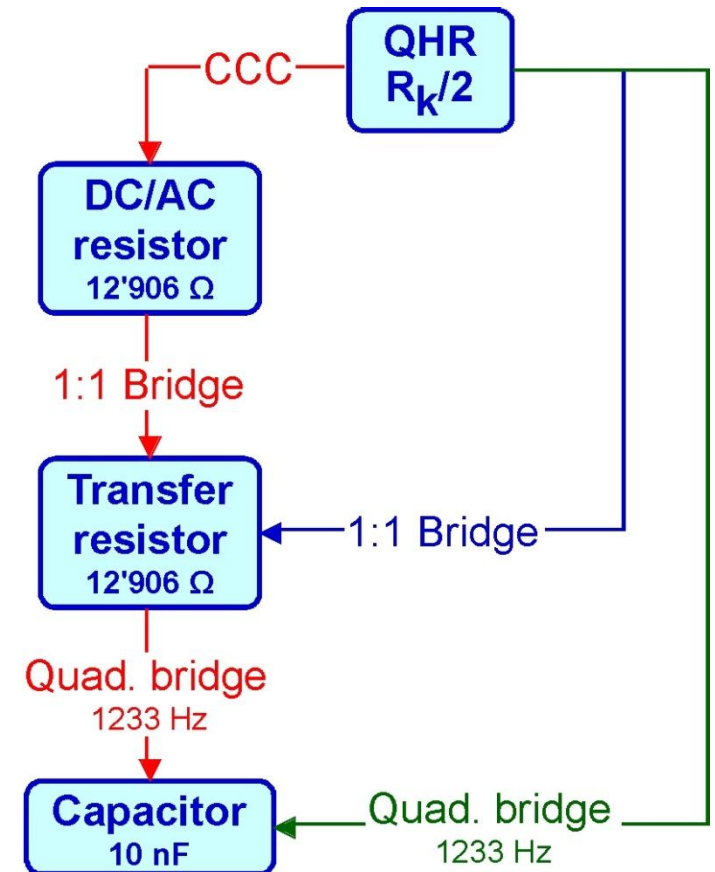 QHR
Rk/2
CCC
DC/AC
resistor
12'906 Ω
1:1 Bridge
Transfer
resistor
12'906 Ω
1:1 Bridge
Quad. bridge
1233 Hz
Capacitor
10 nF
Quad. bridge
1233 Hz